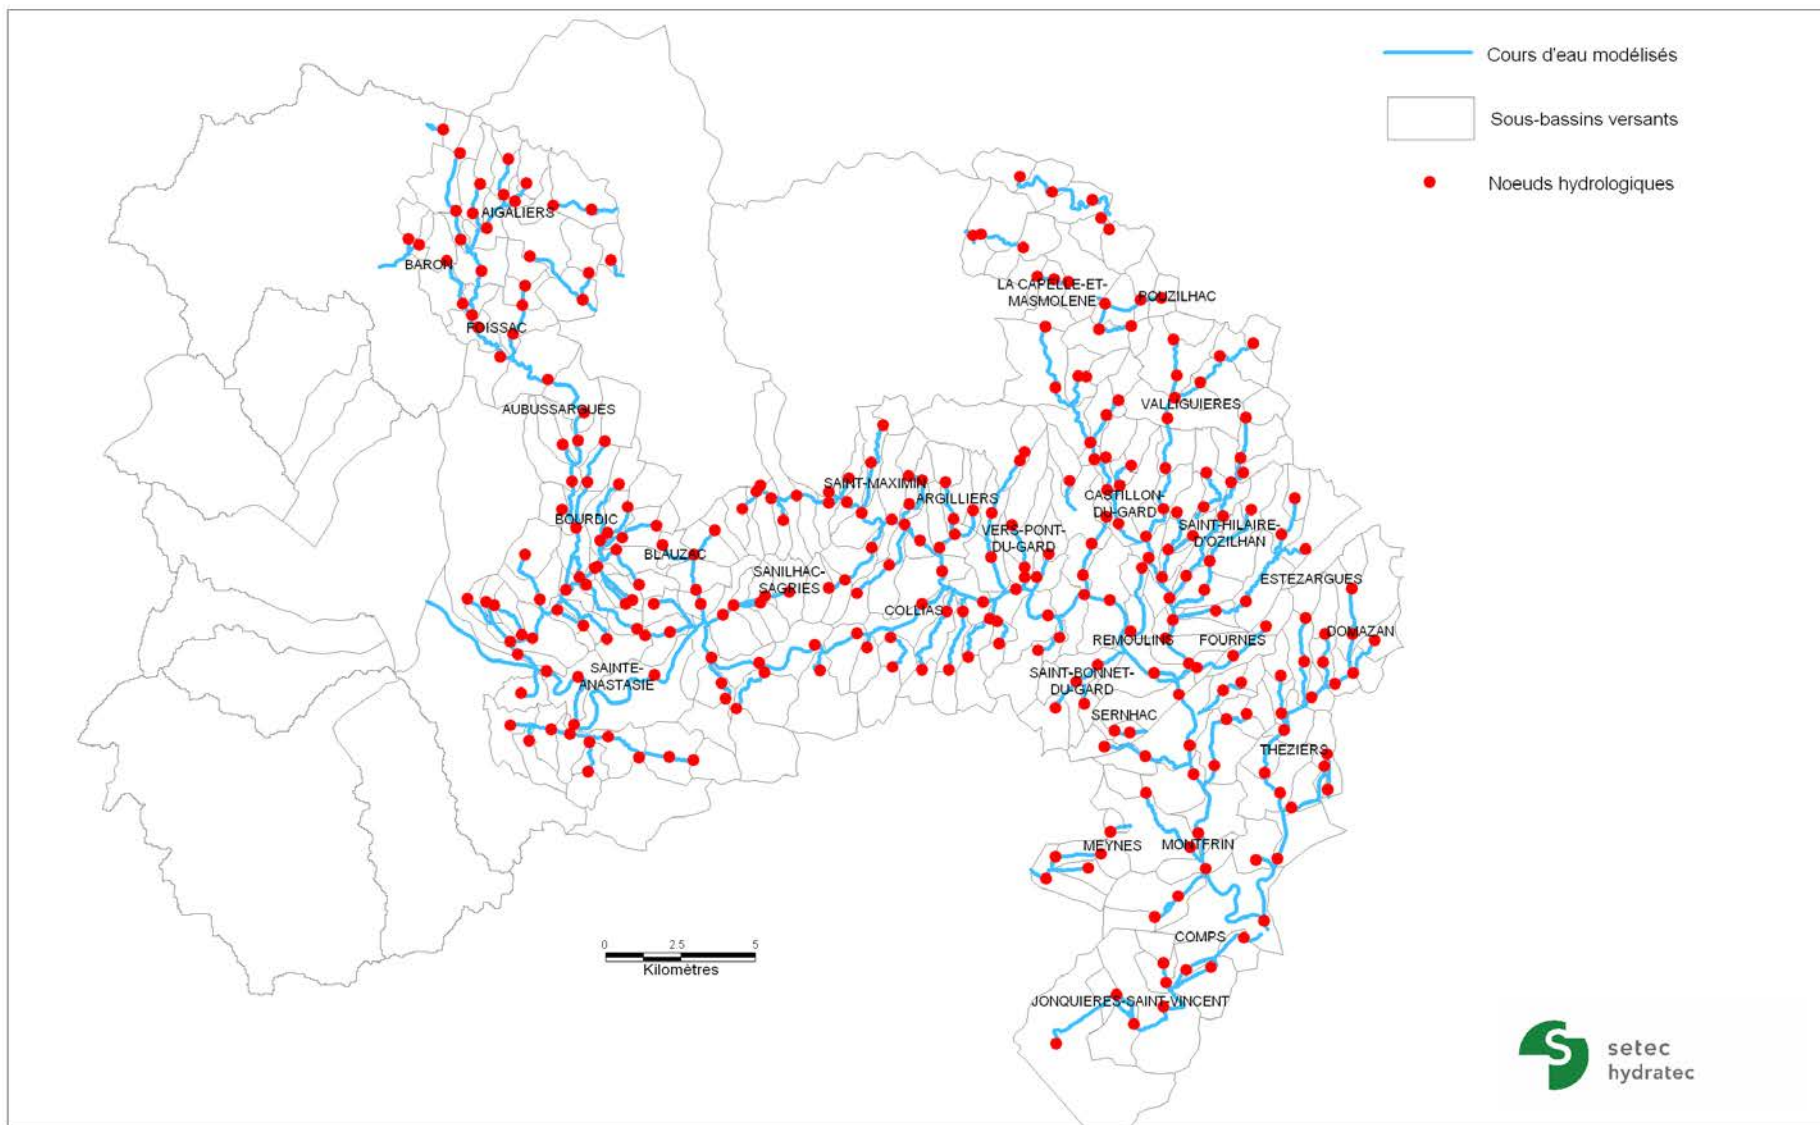 Cours d'eau modélisés
Sous-bassins versants
Noeuds hydrologiques
AIGALIERS
BARON
LA CAPELLE-ET-
MASMOLENE
POUZILHAC
FOISSAC
AUBUSSARGUES
VALLIGUIERES
SAINT-MAXIMIN
ARGILLIERS
CASTILLON-
DU-GARD
BOURDIC
VERS-PONT-
DU-GARD
SAINT-HILAIRE-
D'OZILHAN
BLAUZAC
SANILHAC-
SAGRIES
ESTEZARGUES
COLLIAS
REMOULINS
FOURNES
DOMAZAN
SAINTE-
ANASTASIE
SAINT-BONNET-
DU-GARD
SERNHAC
THEZIERS
MEYNES
MONTFRIN
COMPS
0 2.5 5
Kilomètres
JONQUIERES-SAINT-VINCENT
S
setec
hydratec